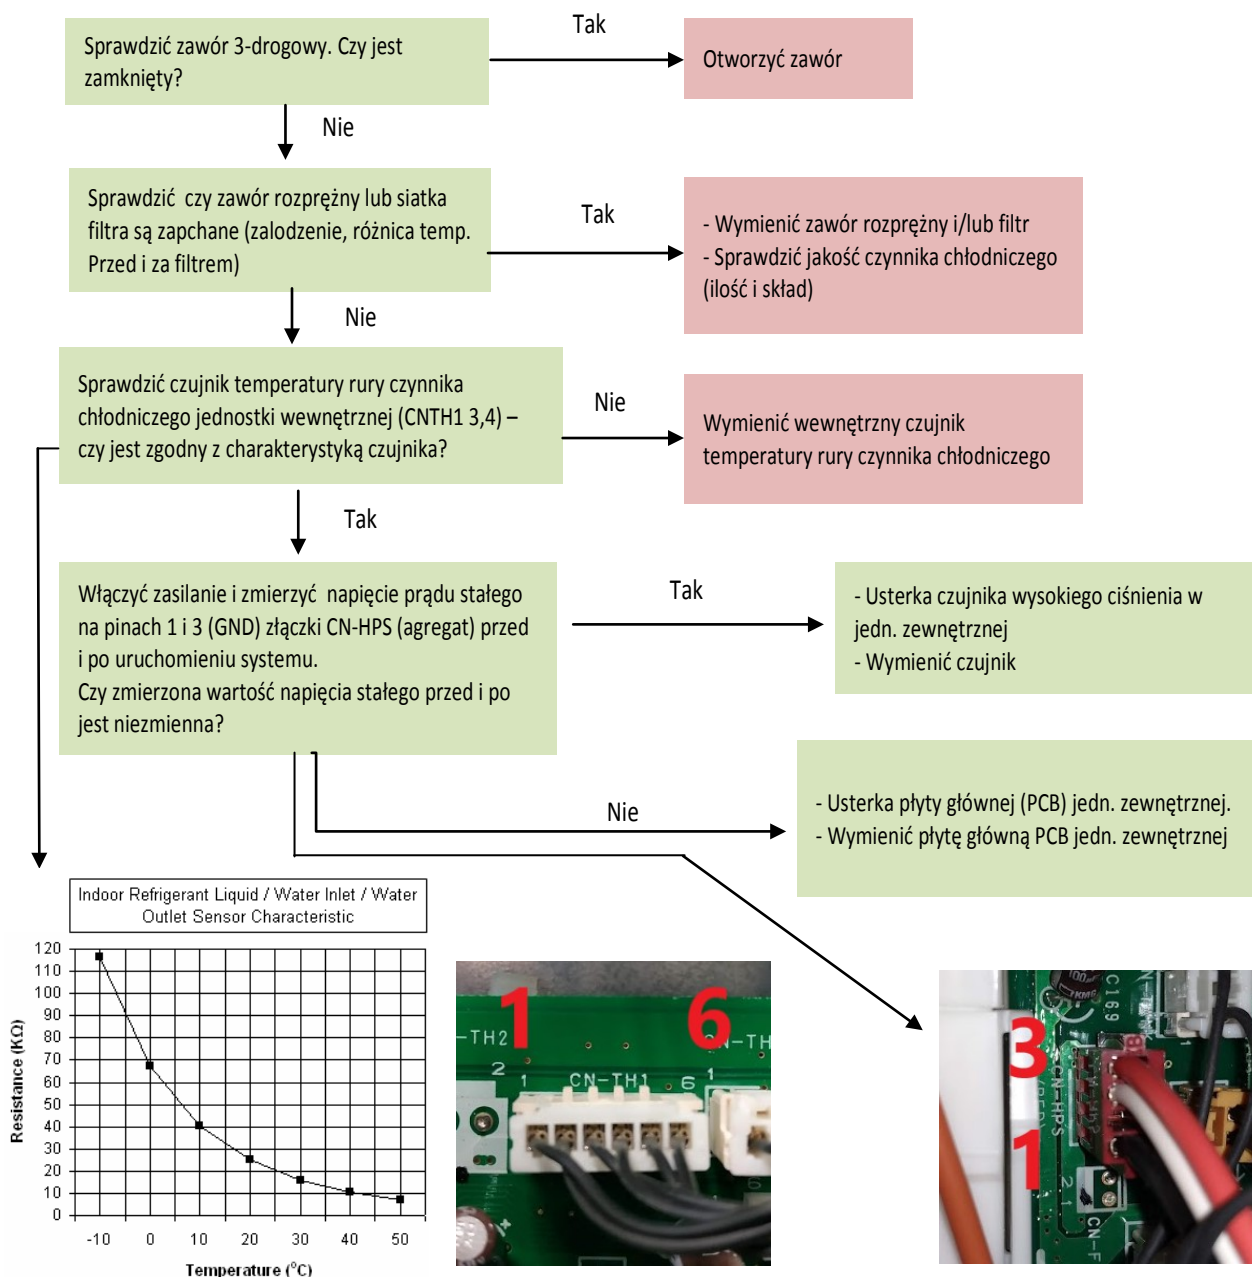 Sprawdzić zawór 3-drogowy. Czy jest
zamknięty?
Tak
Otworzyć zawór
Nie
Sprawdzić czy zawór rozprężny lub siatka
filtra są zapchane (zalodzenie, różnica temp.
Przed i za filtrem)
Tak
- Wymienić zawór rozprężny i/lub filtr
- Sprawdzić jakość czynnika chłodniczego
(ilość i skład)
Nie
Sprawdzić czujnik temperatury rury czynnika
chłodniczego jednostki wewnętrznej (CNTH1 3,4) –
czy jest zgodny z charakterystyką czujnika?
Nie
Wymienić wewnętrzny czujnik
temperatury rury czynnika chłodniczego
Tak
Włączyć zasilanie i zmierzyć napięcie prądu stałego
na pinach 1 i 3 (GND) złączki CN-HPS (agregat) przed
i po uruchomieniu systemu.
Czy zmierzona wartość napięcia stałego przed i po
jest niezmienna?
Tak
- Usterka czujnika wysokiego ciśnienia w
jedn. zewnętrznej
- Wymienić czujnik
Nie
- Usterka płyty głównej (PCB) jedn. zewnętrznej.
- Wymienić płytę główną PCB jedn. zewnętrznej
Indoor Refrigerant Liquid / Water Inlet / Water
Outlet Sensor Characteristic
Resistance (KΩ)
120
110
100
90
80
70
60
50
40
30
20
10
0
-10 0 10 20 30 40 50
Temperature (°C)
1 6
-TH2 CN-TH
2 1 CN-TH1 6 1
C169
3
CN-HPS
1
2 1
CN-F